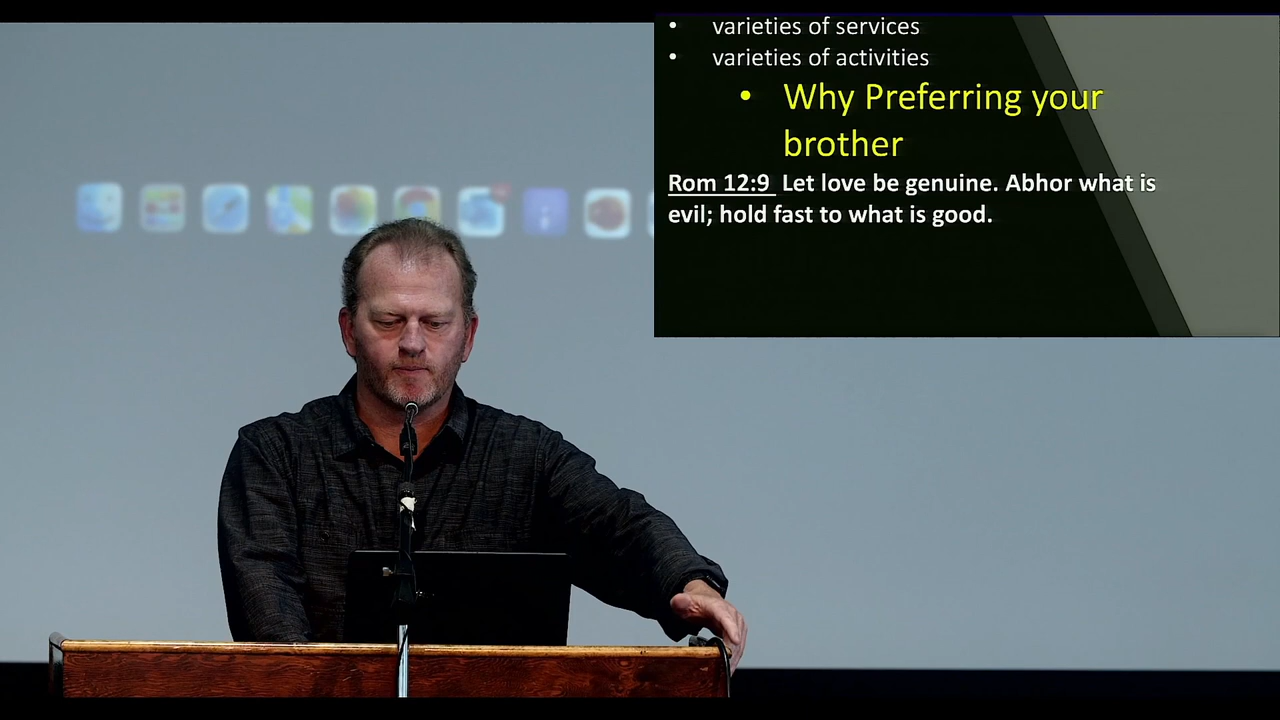 • varieties of services
• varieties of activities
• Why Preferring your
brother
Rom 12:9 Let love be genuine. Abhor what is
evil; hold fast to what is good.